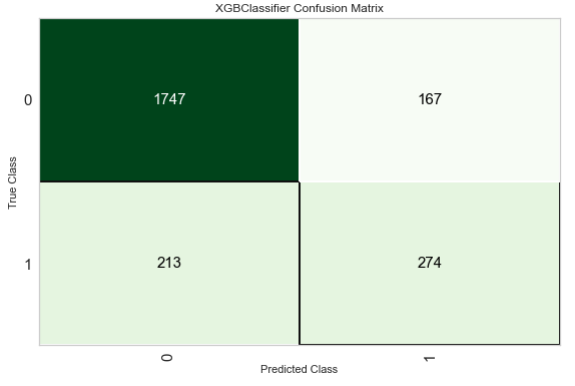 XGBClassifier Confusion Matrix
0
1747
167
True Class
1
213
274
0
1
Predicted Class